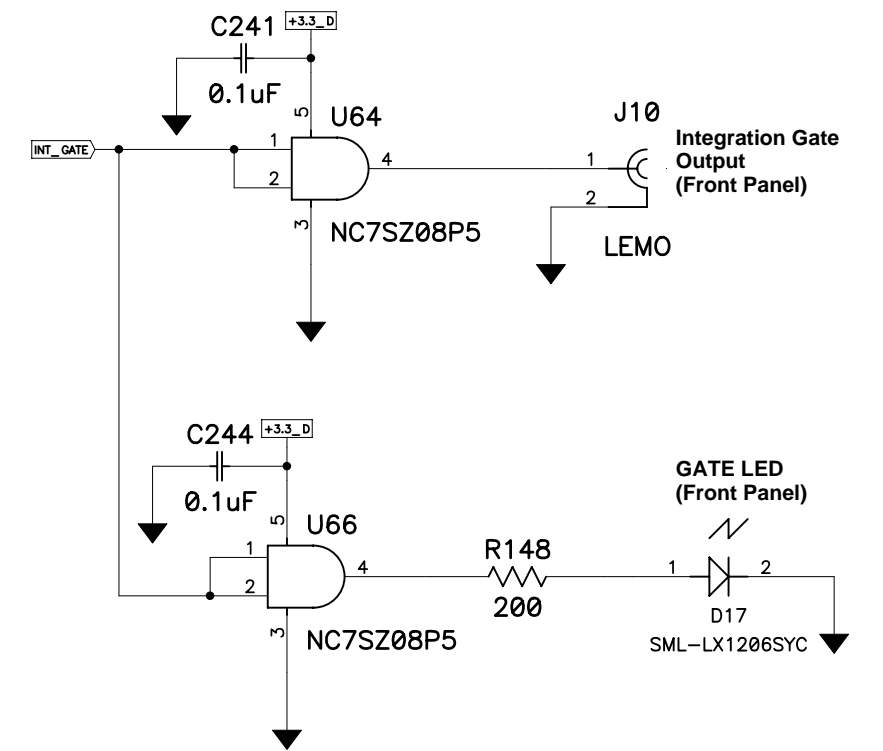 C241
+3.3_D
0.1uF
5
U64
J10
INT_GATE
1
2
4
3
NC7SZ08P5
1
2
Integration Gate
Output
(Front Panel)
LEMO
C244
+3.3_D
0.1uF
5
U66
1
2
4
3
NC7SZ08P5
R148
200
GATE LED
(Front Panel)
1
2
D17
SML-LX1206SYC